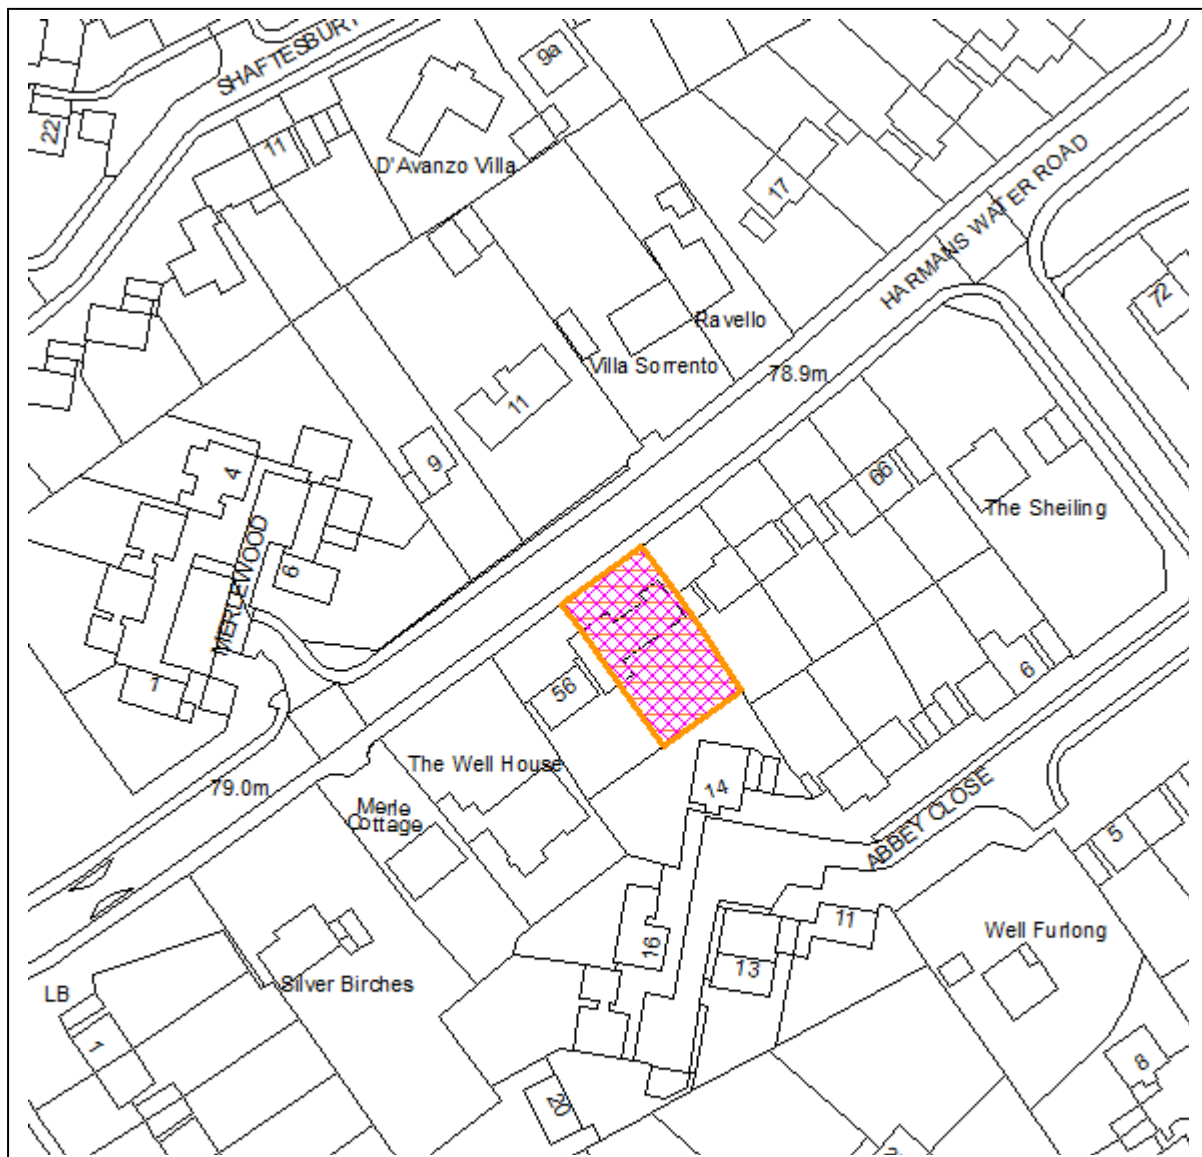 SHAFTESBURY
9a
22
11
D'Avanzo Villa
17
HARMANS WATER ROAD
72
Ravello
Villa Sorrento
78.9m
11
9
4
66
The Sheiling
MERLEWOOD
6
1
56
6
The Well House
79.0m
14
Merle
Cottage
ABBEY CLOSE
5
11
16
Well Furlong
13
Silver Birches
LB
1
8
20